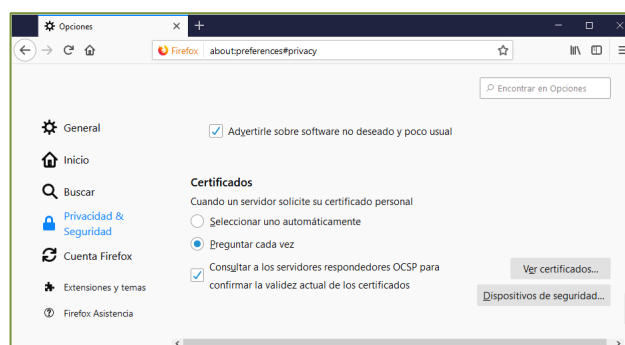 Opciones
Firefox about:preferences#privacy
Encontrar en Opciones
General
Advertirle sobre software no deseado y poco usual
Inicio
Buscar
Privacidad &
Seguridad
Cuenta Firefox
Extensiones y temas
Firefox Asistencia
Certificados
Cuando un servidor solicite su certificado personal
Seleccionar uno automáticamente
Preguntar cada vez
Consultar a los servidores respondedores OCSP para
confirmar la validez actual de los certificados
Ver certificados...
Dispositivos de seguridad...